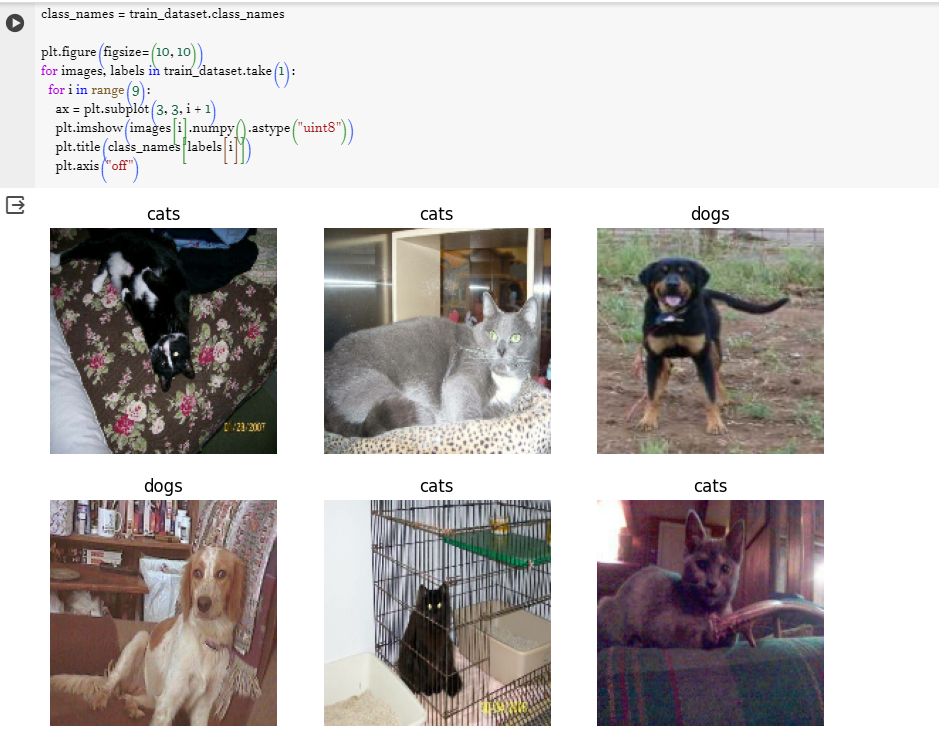 class_names = train_dataset.class_names
plt.figure(figsize=(10, 10))
for images, labels in train_dataset.take(1):
  for i in range(9):
    ax = plt.subplot(3, 3, i + 1)
    plt.imshow(images[i].numpy().astype("uint8"))
    plt.title(class_names[labels[i]])
    plt.axis("off")
cats cats dogs
01/23/2007
dogs cats cats